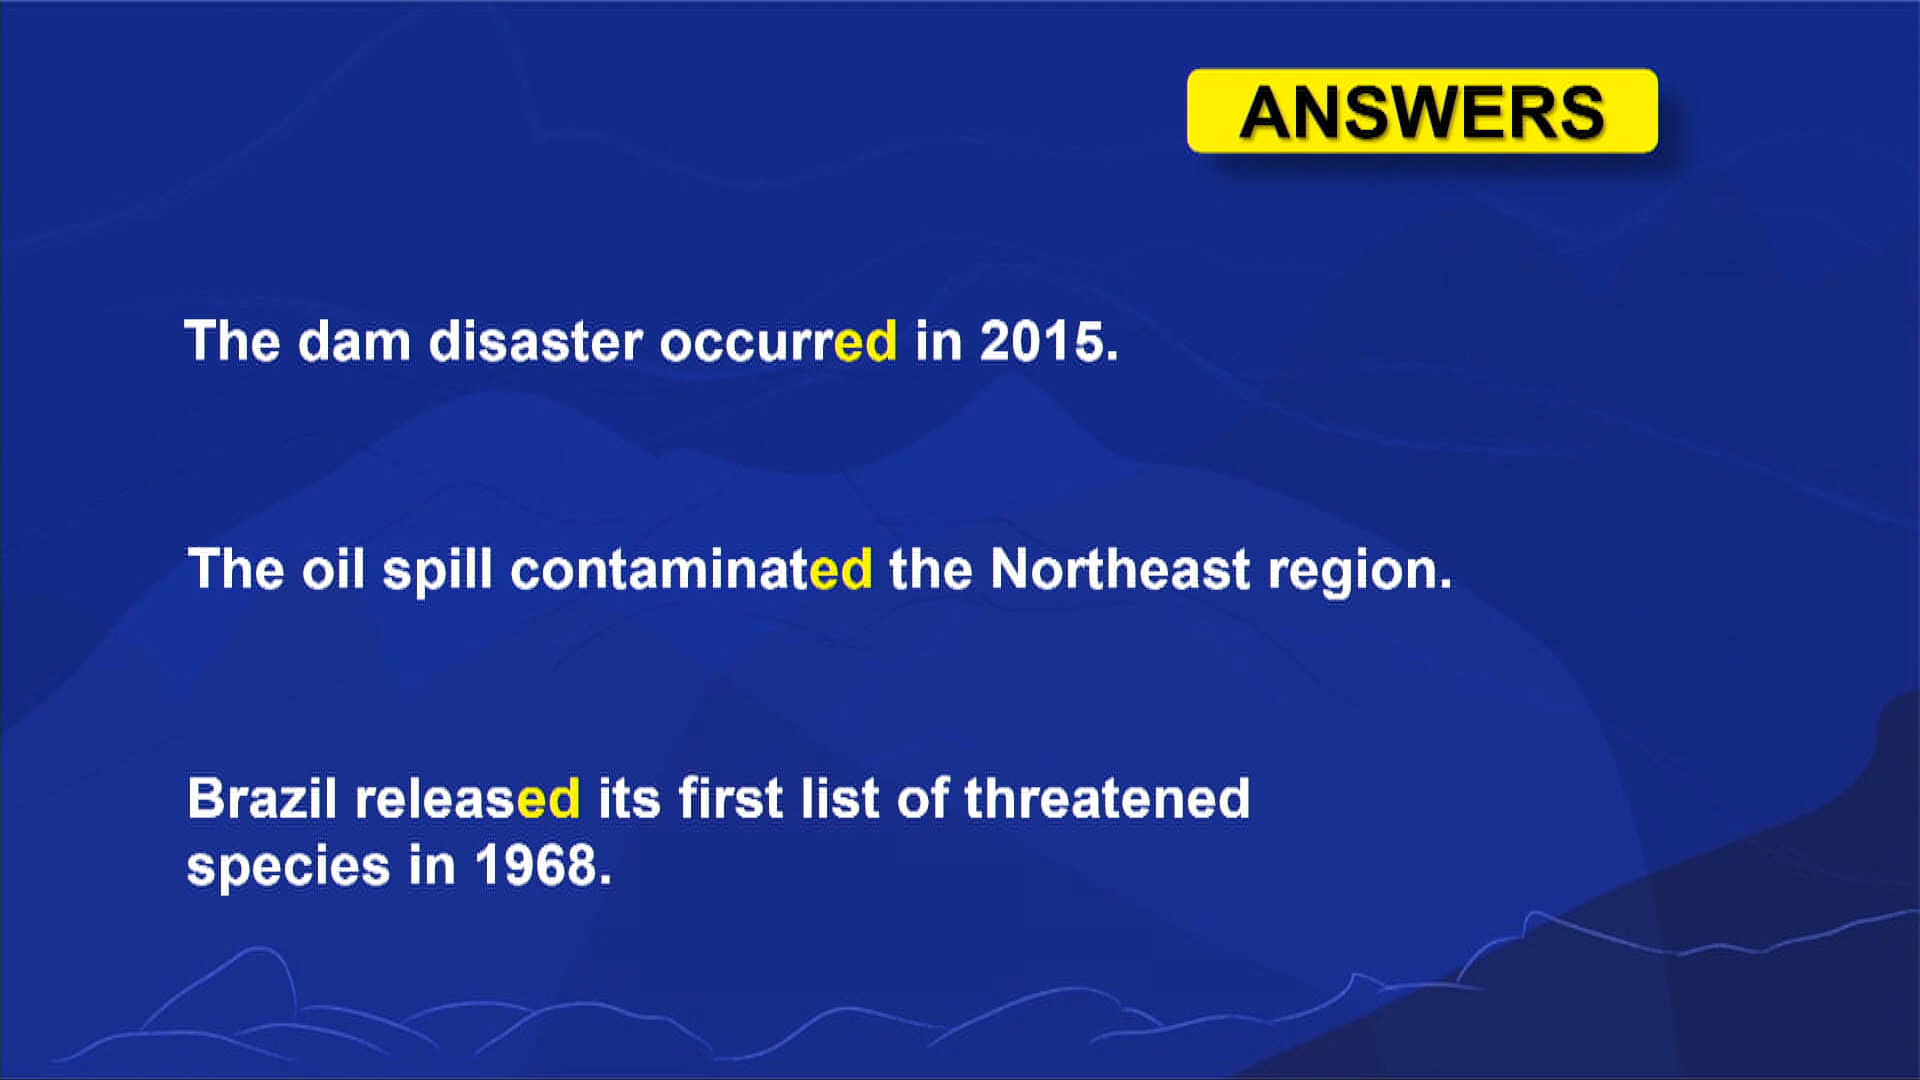 ANSWERS
The dam disaster occurred in 2015.
The oil spill contaminated the Northeast region.
Brazil released its first list of threatened
species in 1968.